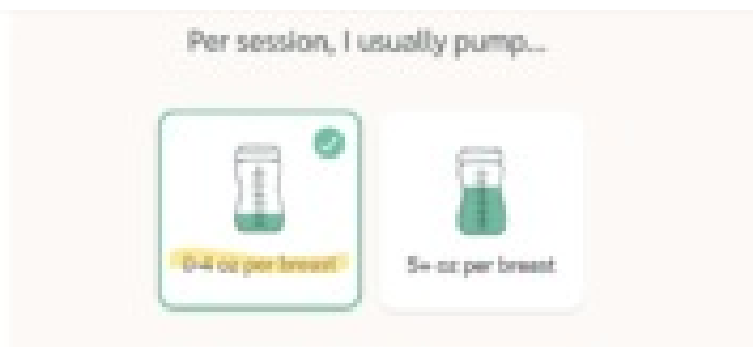 Per session, I usually pump...
0-4 oz per breast
5+ oz per breast